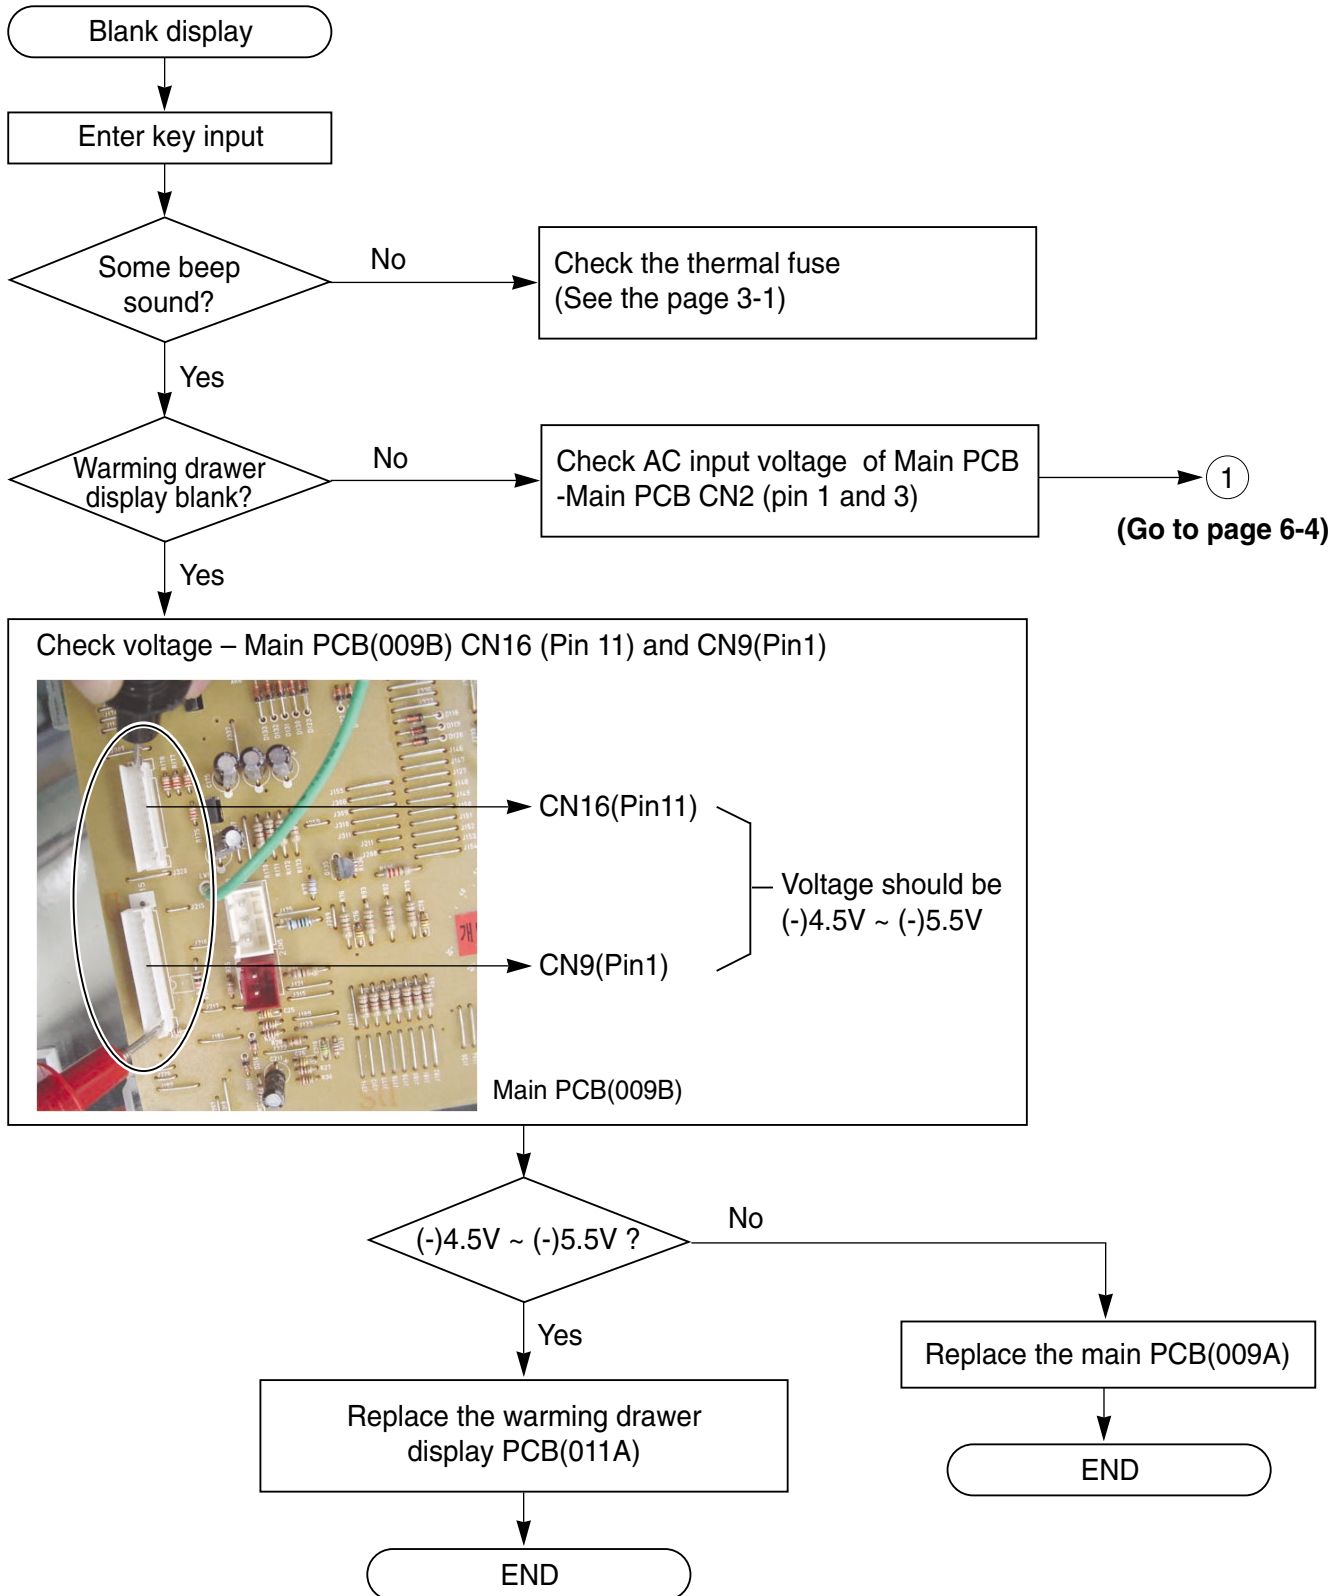 Blank display
Enter key input
Some beep
sound?
No
Check the thermal fuse
(See the page 3-1)
Yes
Warming drawer
display blank?
No
Check AC input voltage of Main PCB
-Main PCB CN2 (pin 1 and 3)
1
(Go to page 6-4)
Yes
Check voltage – Main PCB(009B) CN16 (Pin 11) and CN9(Pin1)
CN16(Pin11)
Voltage should be
(-)4.5V ~ (-)5.5V
CN9(Pin1)
Main PCB(009B)
(-)4.5V ~ (-)5.5V ?
No
Yes
Replace the main PCB(009A)
Replace the warming drawer
display PCB(011A)
END
END